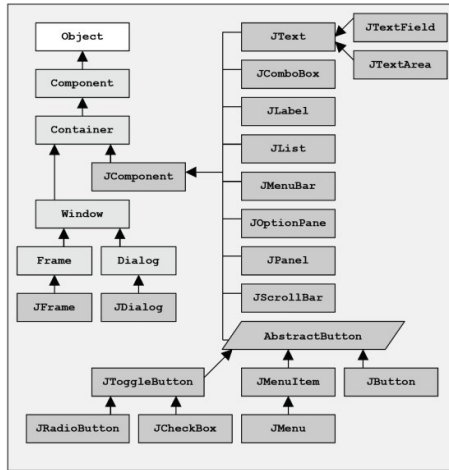 Object
JText
JTextField
JTextArea
Component
JComboBox
Container
JLabel
JList
JComponent
JMenuBar
Window
JOptionPane
Frame
Dialog
JPanel
JFrame
JDialog
JScrollBar
AbstractButton
JToggleButton
JMenuItem
JButton
JRadioButton
JCheckBox
JMenu